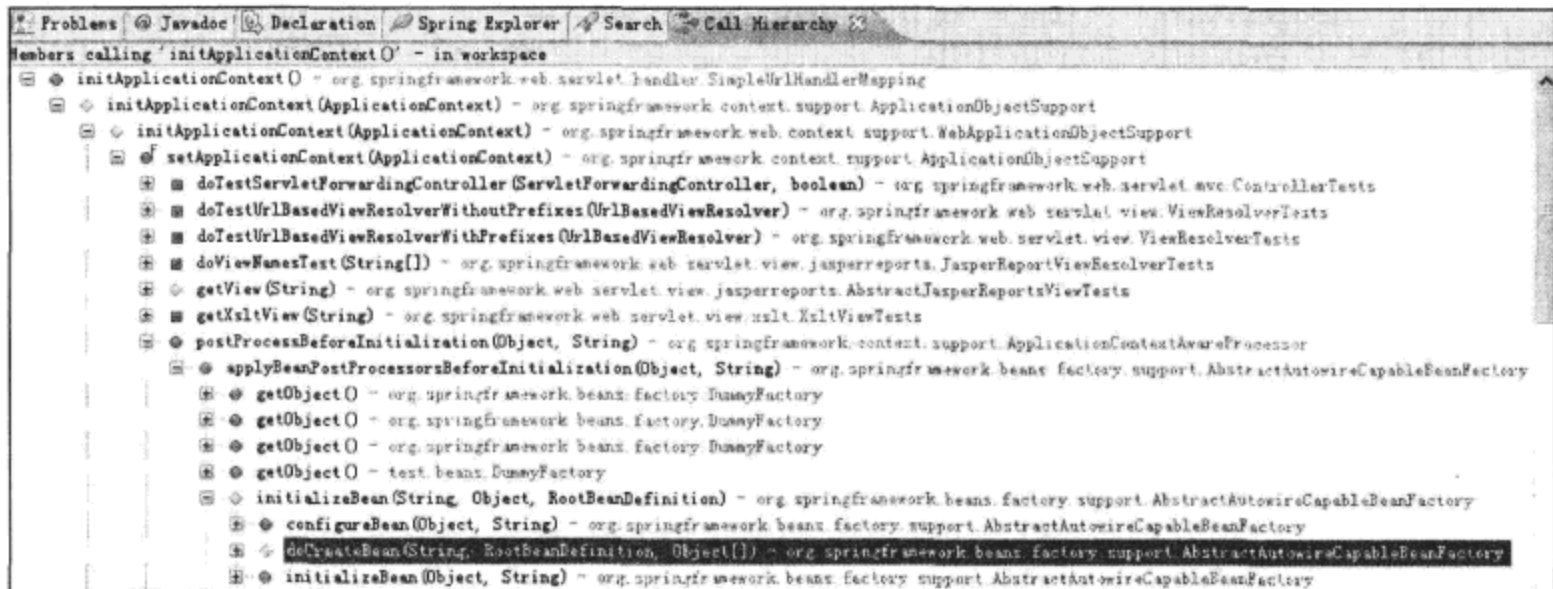 Problems @ Javadoc Declaration Spring Explorer Search Call Hierarchy
Members calling 'initApplicationContext()' - in workspace
initApplicationContext() - org.springframework.web.servlet.handler.SimpleUrlHandlerMapping
initApplicationContext(ApplicationContext) - org.springframework.context.support.ApplicationObjectSupport
initApplicationContext(ApplicationContext) - org.springframework.web.context.support.WebApplicationObjectSupport
setApplicationContext(ApplicationContext) - org.springframework.context.support.ApplicationObjectSupport
doTestServletForwardingController(ServletForwardingController, boolean) - org.springframework.web.servlet.mvc.ControllerTests
doTestUrlBasedViewResolverWithoutPrefixes(UrlBasedViewResolver) - org.springframework.web.servlet.view.ViewResolverTests
doTestUrlBasedViewResolverWithPrefixes(UrlBasedViewResolver) - org.springframework.web.servlet.view.ViewResolverTests
doViewNamesTest(String[]) - org.springframework.web.servlet.view.jasperreports.JasperReportViewResolverTests
getView(String) - org.springframework.web.servlet.view.jasperreports.AbstractJasperReportsViewTests
getXsltView(String) - org.springframework.web.servlet.view.xslt.XsltViewTests
postProcessBeforeInitialization(Object, String) - org.springframework.context.support.ApplicationContextAwareProcessor
applyBeanPostProcessorsBeforeInitialization(Object, String) - org.springframework.beans.factory.support.AbstractAutowireCapableBeanFactory
getObject() - org.springframework.beans.factory.DummyFactory
getObject() - org.springframework.beans.factory.DummyFactory
getObject() - org.springframework.beans.factory.DummyFactory
getObject() - test.beans.DummyFactory
initializeBean(String, Object, RootBeanDefinition) - org.springframework.beans.factory.support.AbstractAutowireCapableBeanFactory
configureBean(Object, String) - org.springframework.beans.factory.support.AbstractAutowireCapableBeanFactory
doCreateBean(String, RootBeanDefinition, Object[]) - org.springframework.beans.factory.support.AbstractAutowireCapableBeanFactory
initializeBean(Object, String) - org.springframework.beans.factory.support.AbstractAutowireCapableBeanFactory